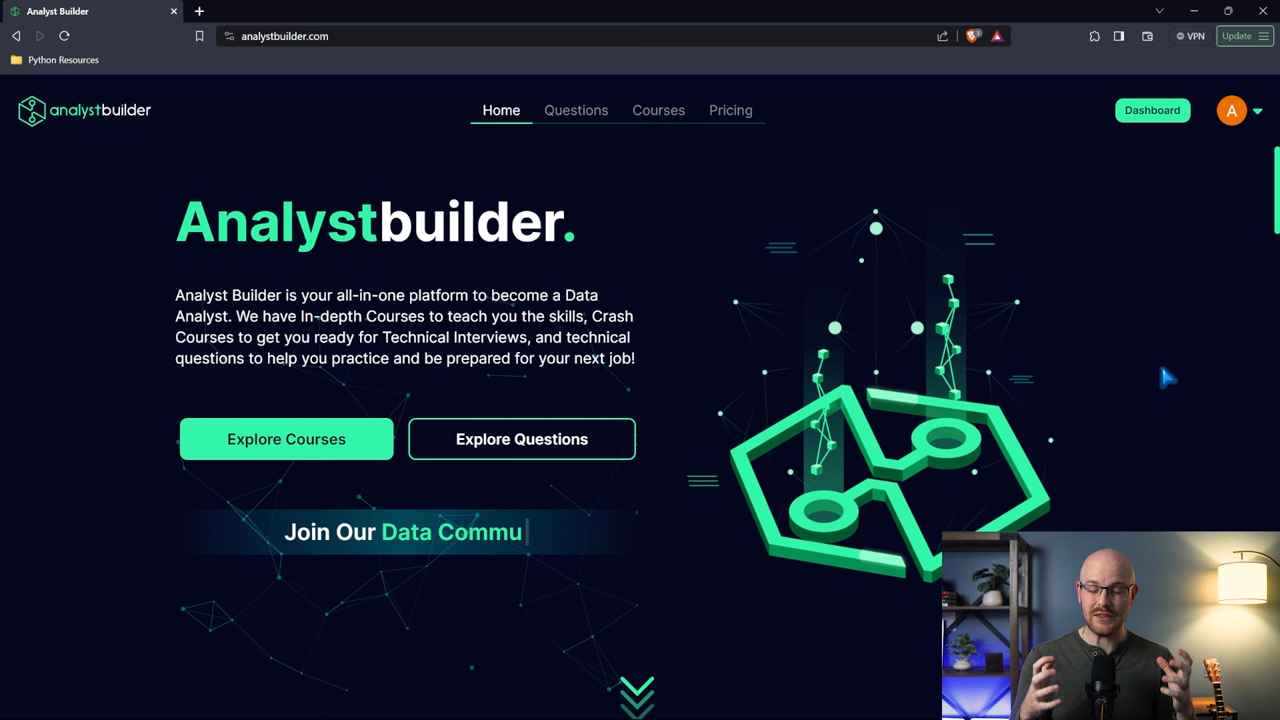 Analyst Builder
analystbuilder.com
VPN
Update
Python Resources
analystbuilder
Home
Questions
Courses
Pricing
Dashboard
A
Analystbuilder.
Analyst Builder is your all-in-one platform to become a Data
Analyst. We have In-depth Courses to teach you the skills, Crash
Courses to get you ready for Technical Interviews, and technical
questions to help you practice and be prepared for your next job!
Explore Courses
Explore Questions
Join Our Data Commu